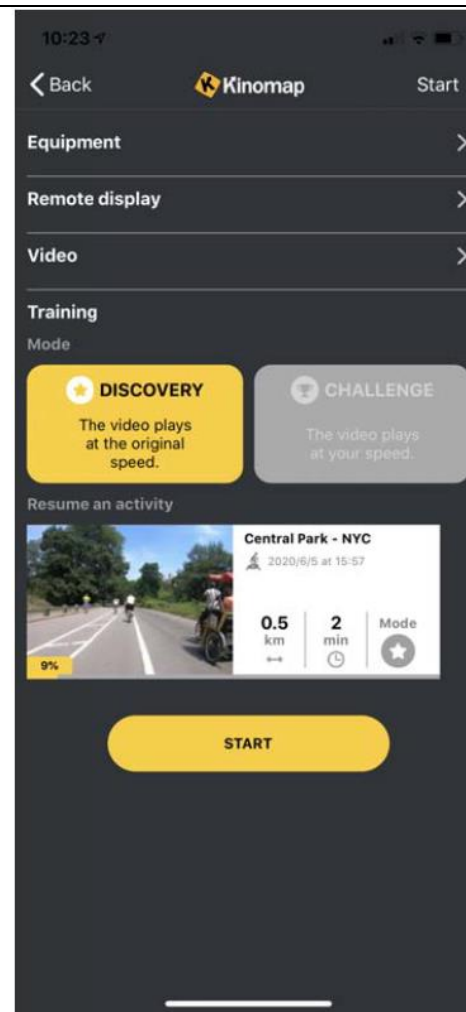 10:23
Back
Kinomap
Start
Equipment
Remote display
Video
Training
Mode
DISCOVERY
The video plays
at the original
speed.
CHALLENGE
The video plays
at your speed.
Resume an activity
Central Park - NYC
2020/6/5 at 15:57
0.5
km
2
min
Mode
9%
START